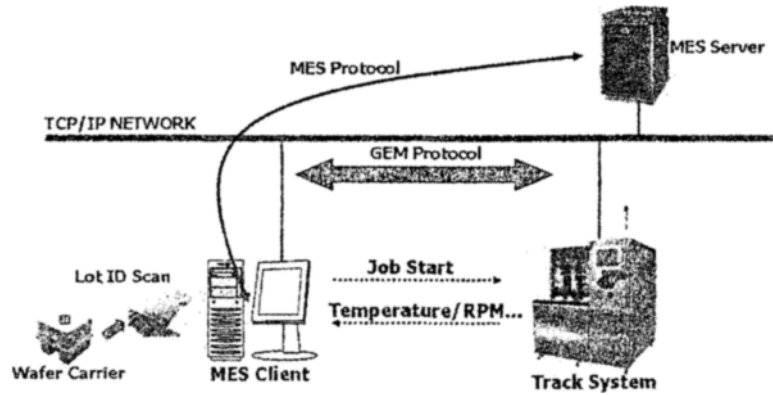 MES Server
MES Protocol
TCP/IP NETWORK
GEM Protocol
Lot ID Scan
Job Start
Temperature/RPM...
Wafer Carrier
MES Client
Track System